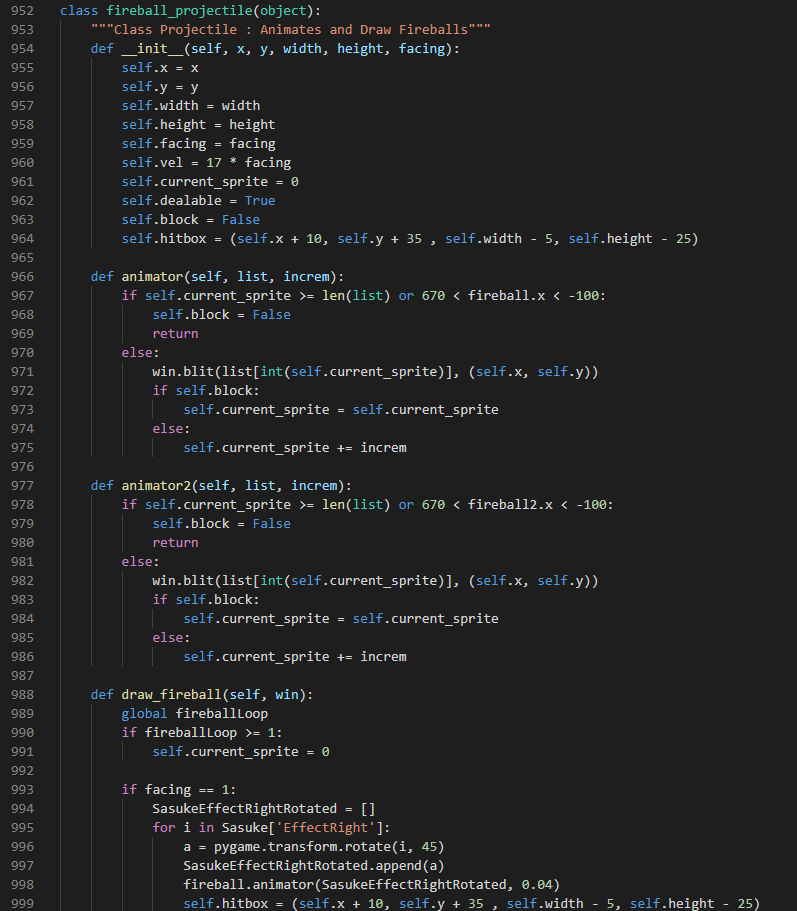 952 class fireball_projectile(object):
953     """Class Projectile : Animates and Draw Fireballs"""
954     def __init__(self, x, y, width, height, facing):
955         self.x = x
956         self.y = y
957         self.width = width
958         self.height = height
959         self.facing = facing
960         self.vel = 17 * facing
961         self.current_sprite = 0
962         self.dealable = True
963         self.block = False
964         self.hitbox = (self.x + 10, self.y + 35 , self.width - 5, self.height - 25)
965
966     def animator(self, list, increm):
967         if self.current_sprite >= len(list) or 670 < fireball.x < -100:
968             self.block = False
969             return
970         else:
971             win.blit(list[int(self.current_sprite)], (self.x, self.y))
972             if self.block:
973                 self.current_sprite = self.current_sprite
974             else:
975                 self.current_sprite += increm
976
977     def animator2(self, list, increm):
978         if self.current_sprite >= len(list) or 670 < fireball2.x < -100:
979             self.block = False
980             return
981         else:
982             win.blit(list[int(self.current_sprite)], (self.x, self.y))
983             if self.block:
984                 self.current_sprite = self.current_sprite
985             else:
986                 self.current_sprite += increm
987
988     def draw_fireball(self, win):
989         global fireballLoop
990         if fireballLoop >= 1:
991             self.current_sprite = 0
992
993         if facing == 1:
994             SasukeEffectRightRotated = []
995             for i in Sasuke['EffectRight']:
996                 a = pygame.transform.rotate(i, 45)
997                 SasukeEffectRightRotated.append(a)
998                 fireball.animator(SasukeEffectRightRotated, 0.04)
999                 self.hitbox = (self.x + 10, self.y + 35 , self.width - 5, self.height - 25)